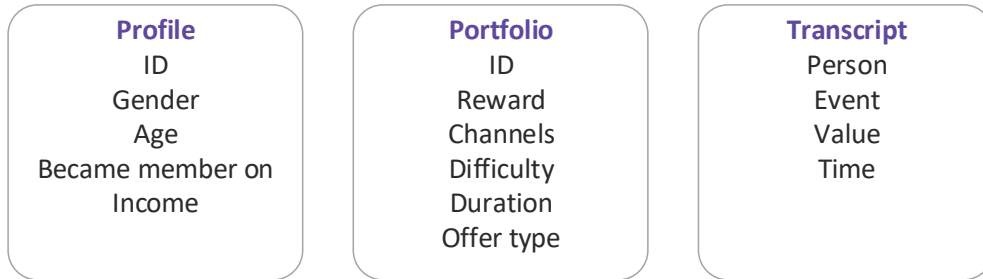 Profile
ID
Gender
Age
Became member on
Income
Portfolio
ID
Reward
Channels
Difficulty
Duration
Offer type
Transcript
Person
Event
Value
Time